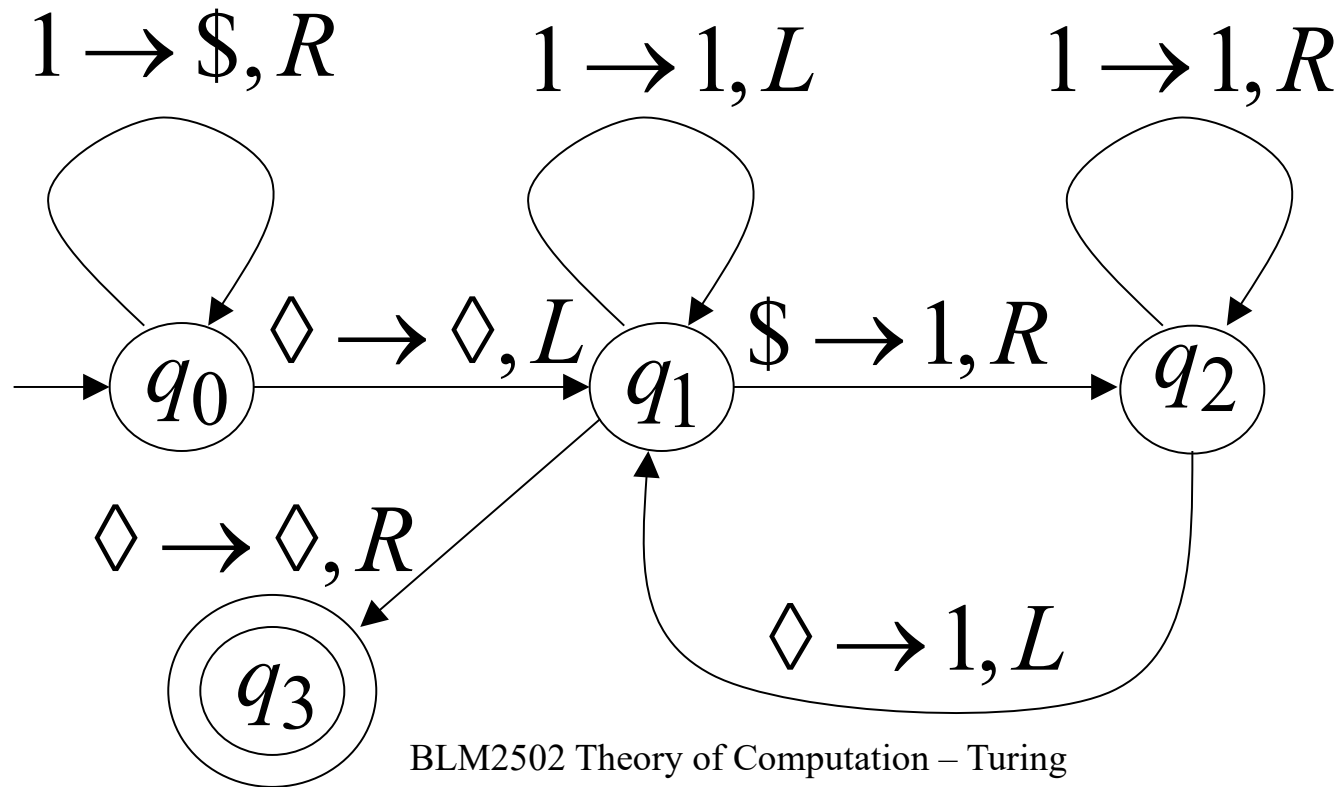 1 → $, R
1 → 1, L
1 → 1, R
◊ → ◊, L
$ → 1, R
q0
q1
q2
◊ → ◊, R
◊ → 1, L
q3
BLM2502 Theory of Computation – Turing